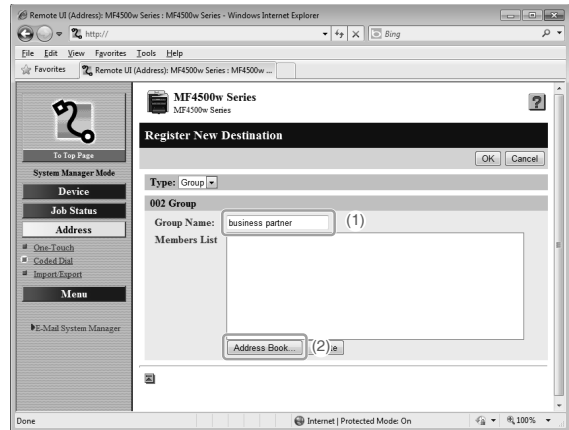 Remote UI (Address): MF4500w Series : MF4500w Series - Windows Internet Explorer
http://
Bing
File Edit View Favorites Tools Help
Favorites Remote UI (Address): MF4500w Series : MF4500w ...
MF4500w Series
MF4500w Series
Register New Destination
OK Cancel
To Top Page
System Manager Mode
Device
Job Status
Address
One-Touch
Coded Dial
Import/Export
Menu
E-Mail System Manager
Type: Group
002 Group
Group Name: business partner (1)
Members List
Address Book... (2)
Done
Internet | Protected Mode: On
100%